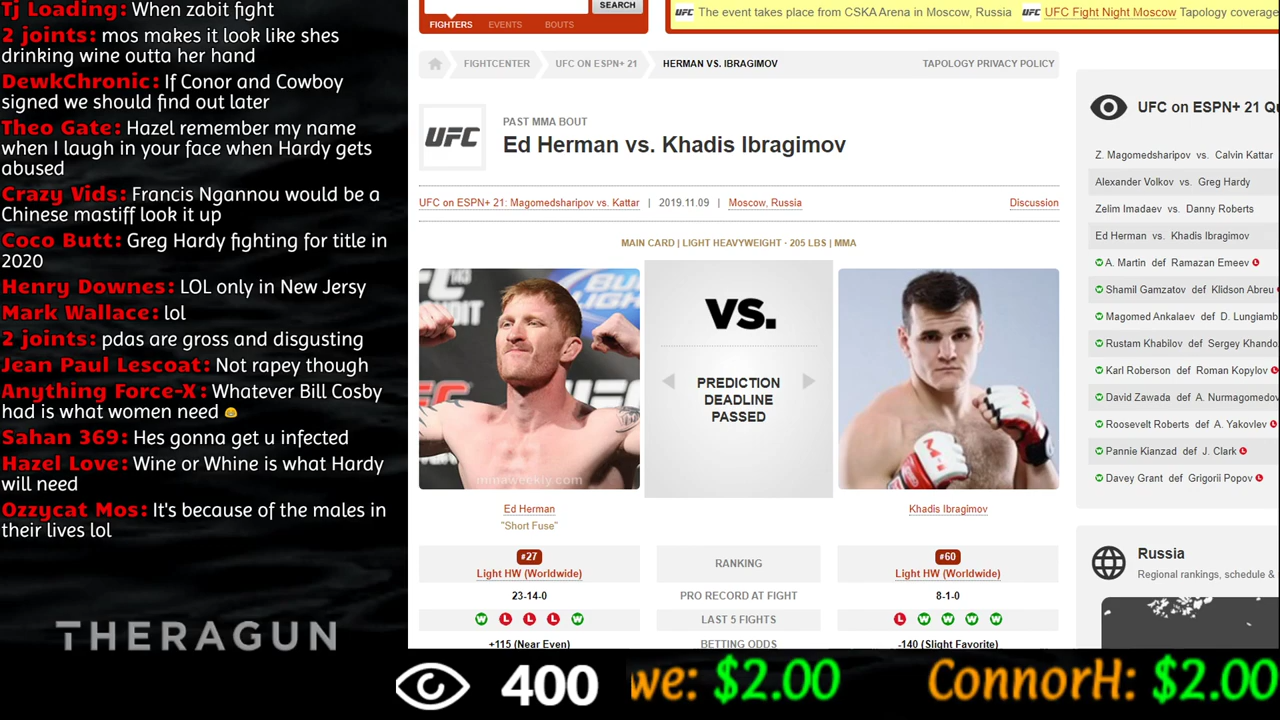 Tj Loading: When zabit fight
2 joints: mos makes it look like shes
drinking wine outta her hand
DewkChronic: If Conor and Cowboy
signed we should find out later
Theo Gate: Hazel remember my name
when I laugh in your face when Hardy gets
abused
Crazy Vids: Francis Ngannou would be a
Chinese mastiff look it up
Coco Butt: Greg Hardy fighting for title in
2020
Henry Downes: LOL only in New Jersy
Mark Wallace: lol
2 joints: pdas are gross and disgusting
Jean Paul Lescoat: Not rapey though
Anything Force-X: Whatever Bill Cosby
had is what women need
Sahan 369: Hes gonna get u infected
Hazel Love: Wine or Whine is what Hardy
will need
Ozzycat Mos: It's because of the males in
their lives lol
THERAGUN
SEARCH
FIGHTERS EVENTS BOUTS
UFC The event takes place from CSKA Arena in Moscow, Russia UFC UFC Fight Night Moscow Tapology coverage
FIGHTCENTER UFC ON ESPN+ 21 HERMAN VS. IBRAGIMOV TAPOLOGY PRIVACY POLICY
UFC
PAST MMA BOUT
Ed Herman vs. Khadis Ibragimov
UFC on ESPN+ 21: Magomedsharipov vs. Kattar | 2019.11.09 | Moscow, Russia Discussion
MAIN CARD | LIGHT HEAVYWEIGHT · 205 LBS | MMA
VS.
PREDICTION
DEADLINE
PASSED
mmaweekly.com
Ed Herman Khadis Ibragimov
"Short Fuse"
#27 RANKING #60
Light HW (Worldwide) Light HW (Worldwide)
23-14-0 PRO RECORD AT FIGHT 8-1-0
W L L L W LAST 5 FIGHTS L W W W W
+115 (Near Even) BETTING ODDS -140 (Slight Favorite)
UFC on ESPN+ 21 Qu
Z. Magomedsharipov vs. Calvin Kattar
Alexander Volkov vs. Greg Hardy
Zelim Imadaev vs. Danny Roberts
Ed Herman vs. Khadis Ibragimov
W A. Martin def Ramazan Emeev L
W Shamil Gamzatov def Klidson Abreu
W Magomed Ankalaev def D. Lungiamb
W Rustam Khabilov def Sergey Khando
W Karl Roberson def Roman Kopylov L
W David Zawada def A. Nurmagomedov
W Roosevelt Roberts def A. Yakovlev L
W Pannie Kianzad def J. Clark L
W Davey Grant def Grigorii Popov L
Russia
Regional rankings, schedule &
400 we: $2.00 ConnorH: $2.00